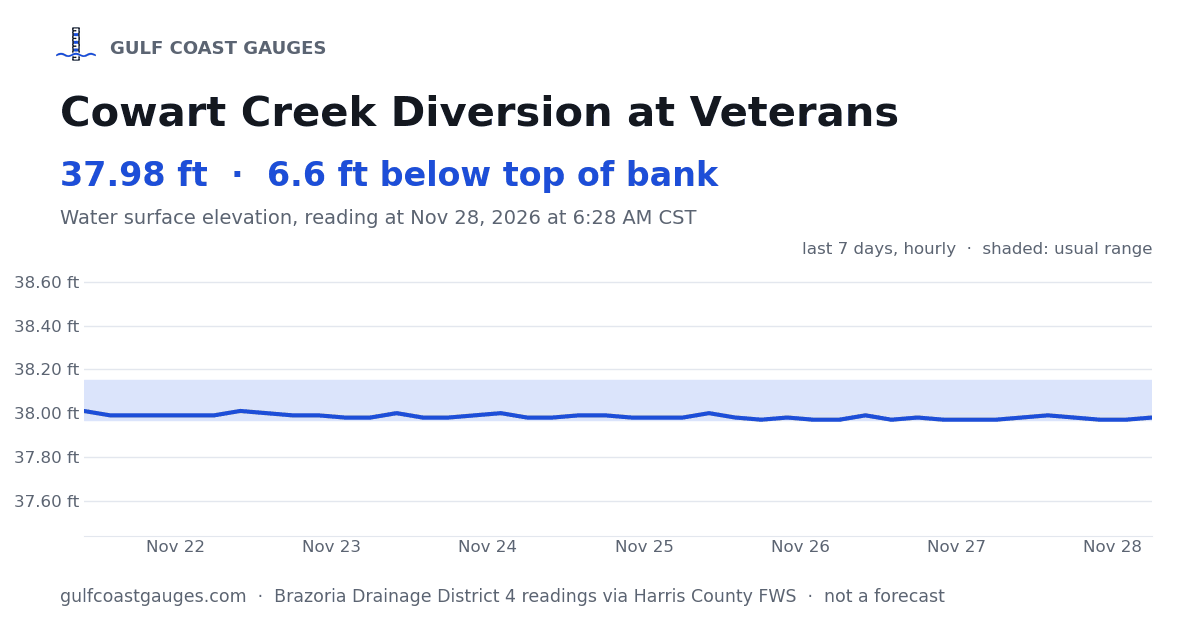 GULF COAST GAUGES
Cowart Creek Diversion at Veterans
37.98 ft · 6.6 ft below top of bank
Water surface elevation, reading at Nov 28, 2026 at 6:28 AM CST
last 7 days, hourly · shaded: usual range
38.60 ft
38.40 ft
38.20 ft
38.00 ft
37.80 ft
37.60 ft
Nov 22 Nov 23 Nov 24 Nov 25 Nov 26 Nov 27 Nov 28
gulfcoastgauges.com · Brazoria Drainage District 4 readings via Harris County FWS · not a forecast